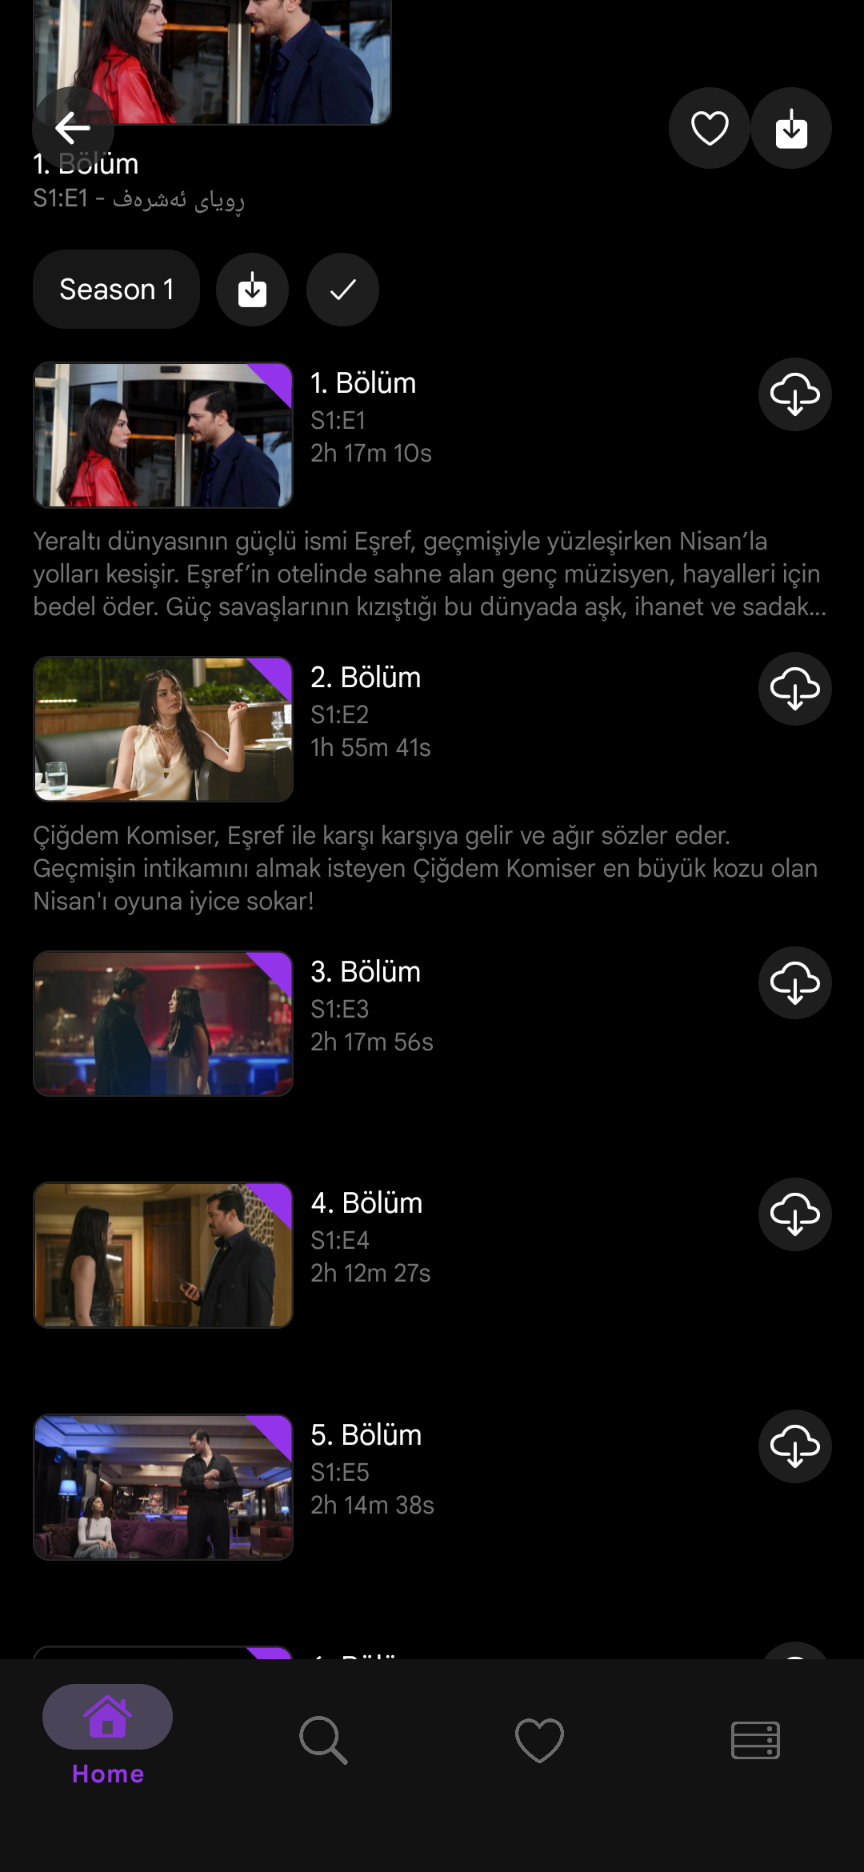 1. Bölüm
S1:E1 - ڕویای ئەشرەف
Season 1
1. Bölüm
S1:E1
2h 17m 10s
Yeraltı dünyasının güçlü ismi Eşref, geçmişiyle yüzleşirken Nisan’la
yolları kesişir. Eşref’in otelinde sahne alan genç müzisyen, hayalleri için
bedel öder. Güç savaşlarının kızıştığı bu dünyada aşk, ihanet ve sadak...
2. Bölüm
S1:E2
1h 55m 41s
Çiğdem Komiser, Eşref ile karşı karşıya gelir ve ağır sözler eder.
Geçmişin intikamını almak isteyen Çiğdem Komiser en büyük kozu olan
Nisan'ı oyuna iyice sokar!
3. Bölüm
S1:E3
2h 17m 56s
4. Bölüm
S1:E4
2h 12m 27s
5. Bölüm
S1:E5
2h 14m 38s
Home